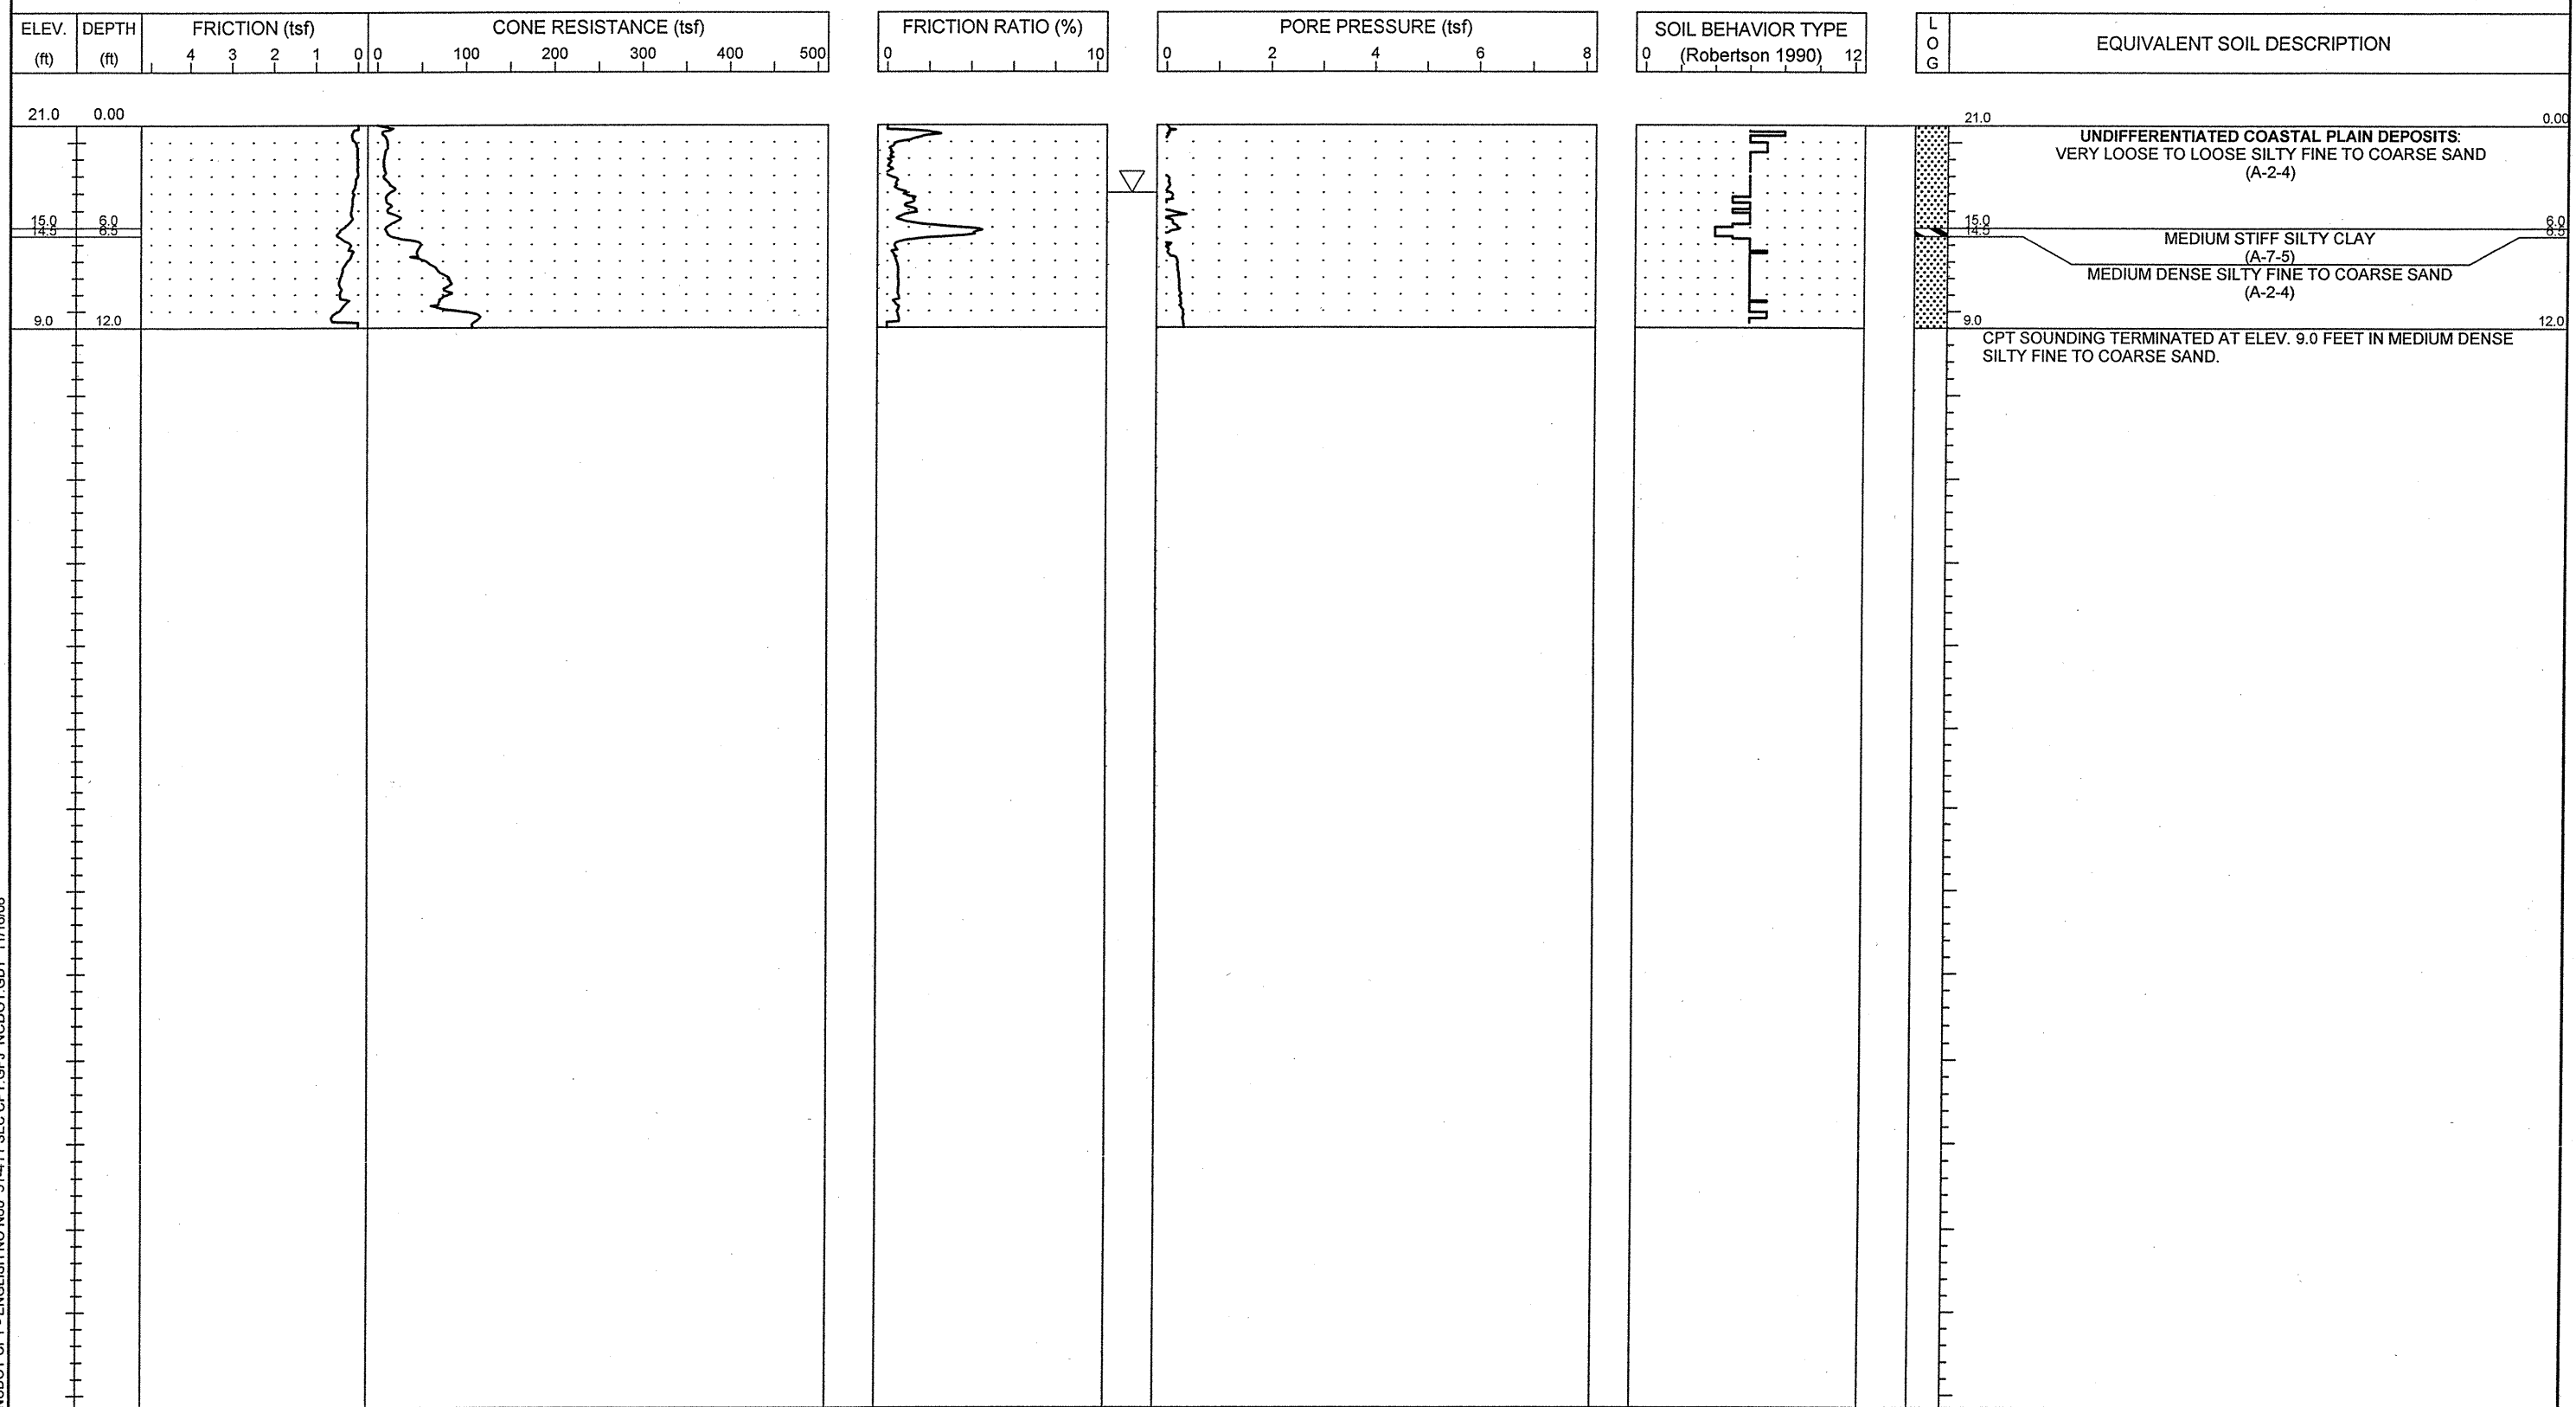 ELEV.
(ft)
DEPTH
(ft)
FRICTION (tsf)
4 3 2 1 0
CONE RESISTANCE (tsf)
0 100 200 300 400 500
FRICTION RATIO (%)
0 10
PORE PRESSURE (tsf)
0 2 4 6 8
SOIL BEHAVIOR TYPE
(Robertson 1990)
0 12
L
O
G
EQUIVALENT SOIL DESCRIPTION
21.0 0.00
21.0 0.00
UNDIFFERENTIATED COASTAL PLAIN DEPOSITS:
VERY LOOSE TO LOOSE SILTY FINE TO COARSE SAND
(A-2-4)
15.0 6.0
14.5 6.5
15.0 6.0
14.5 6.5
MEDIUM STIFF SILTY CLAY
(A-7-5)
MEDIUM DENSE SILTY FINE TO COARSE SAND
(A-2-4)
9.0 12.0
9.0 12.0
CPT SOUNDING TERMINATED AT ELEV. 9.0 FEET IN MEDIUM DENSE
SILTY FINE TO COARSE SAND.